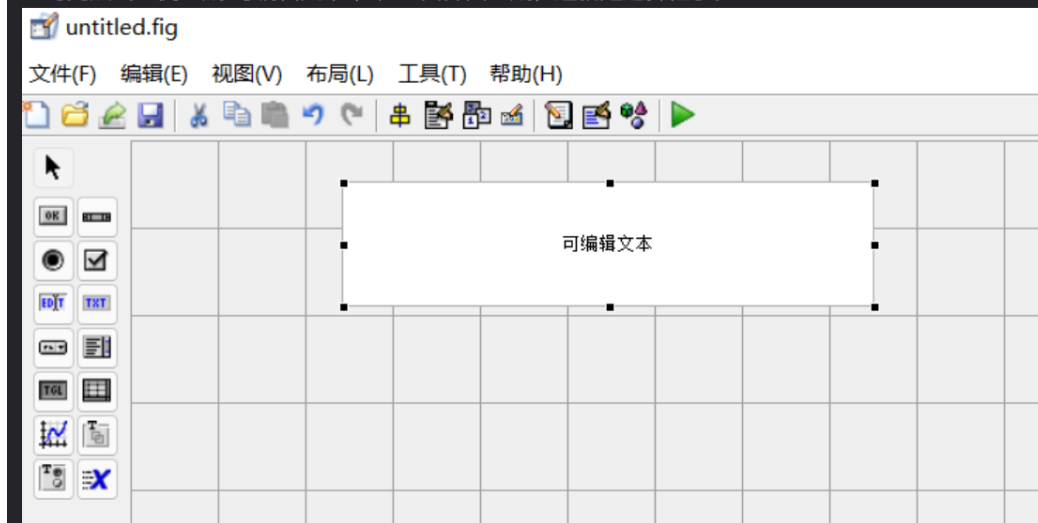 untitled.fig
文件(F) 编辑(E) 视图(V) 布局(L) 工具(T) 帮助(H)
可编辑文本
OK
EDIT TXT
TGL